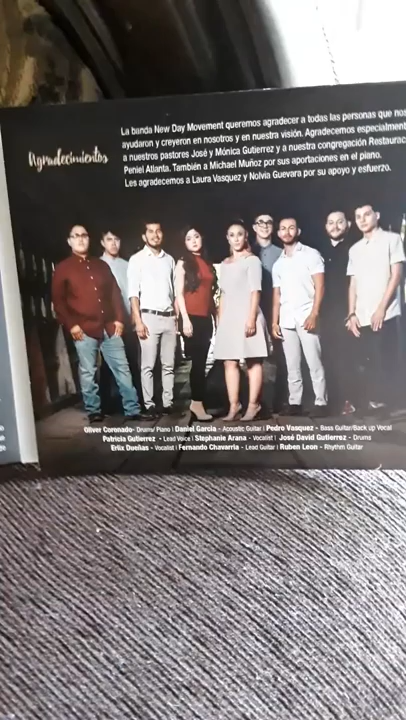 Agradecimientos
La banda New Day Movement queremos agradecer a todas las personas que nos
ayudaron y creyeron en nosotros y en nuestra visión. Agradecemos especialment
a nuestros pastores José y Mónica Gutierrez y a nuestra congregación Restaurac
Peniel Atlanta. También a Michael Muñoz por sus aportaciones en el piano.
Les agradecemos a Laura Vasquez y Nolvia Guevara por su apoyo y esfuerzo.
Oliver Coronado- Drums/ Piano | Daniel Garcia - Acoustic Guitar | Pedro Vasquez - Bass Guitar/Back up Vocal
Patricia Gutierrez - Lead Voice | Stephanie Arana - Vocalist | José David Gutierrez - Drums
Erlix Dueñas - Vocalist | Fernando Chavarria - Lead Guitar | Ruben Leon - Rhythm Guitar